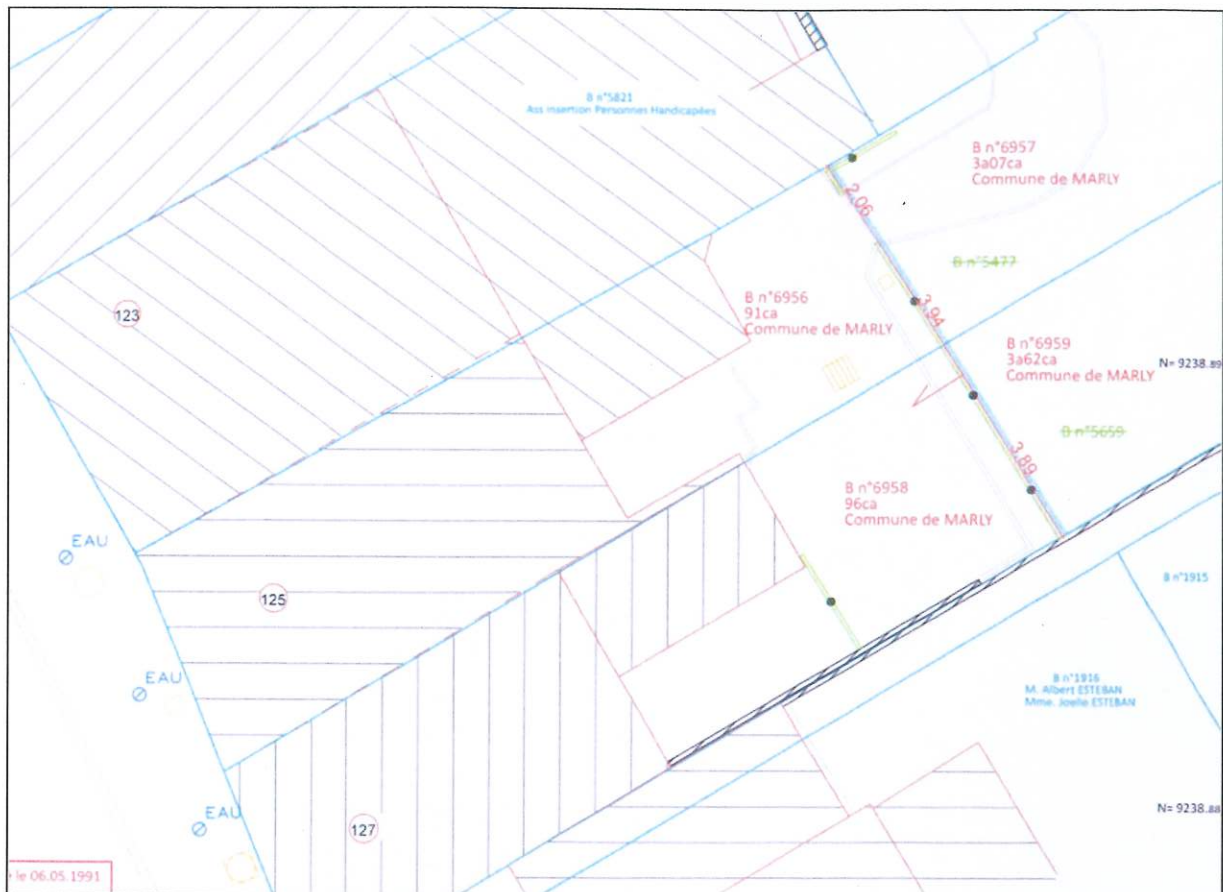 B n°5821
Ass Insertion Personnes Handicapées
B n°6957
3a07ca
Commune de MARLY
2.06
B n°5477
B n°6956
91ca
Commune de MARLY
3.94
B n°6959
3a62ca
Commune de MARLY
N= 9238.89
123
B n°5659
3.89
B n°6958
96ca
Commune de MARLY
EAU
B n°1915
125
EAU
B n°1916
M. Albert ESTEBAN
Mme. Joelle ESTEBAN
EAU
127
N= 9238.88
le 06.05.1991